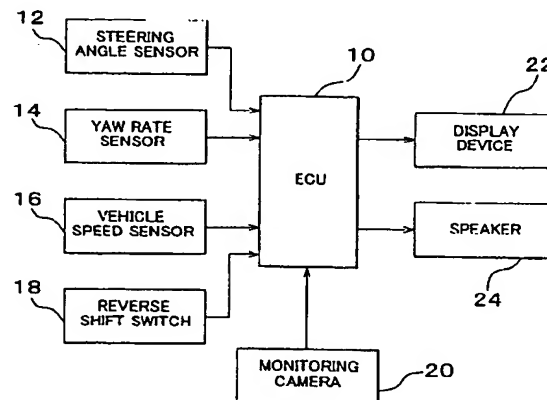 12
STEERING
ANGLE SENSOR
10
22
14
YAW RATE
SENSOR
ECU
DISPLAY
DEVICE
16
VEHICLE
SPEED SENSOR
SPEAKER
24
18
REVERSE
SHIFT SWITCH
MONITORING
CAMERA
20